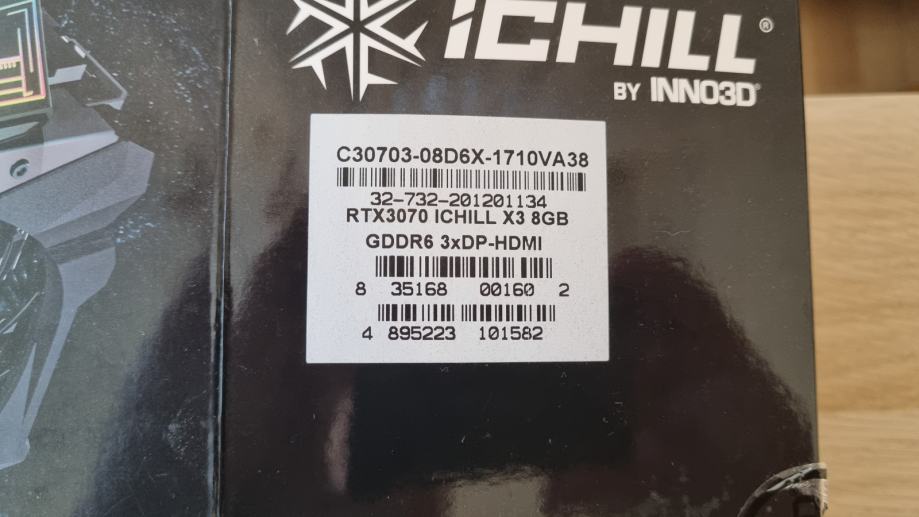 ICHILL®
BY INNO3D®
C30703-08D6X-1710VA38
32-732-201201134
RTX3070 ICHILL X3 8GB
GDDR6 3xDP-HDMI
8 35168 00160 2
4 895223 101582